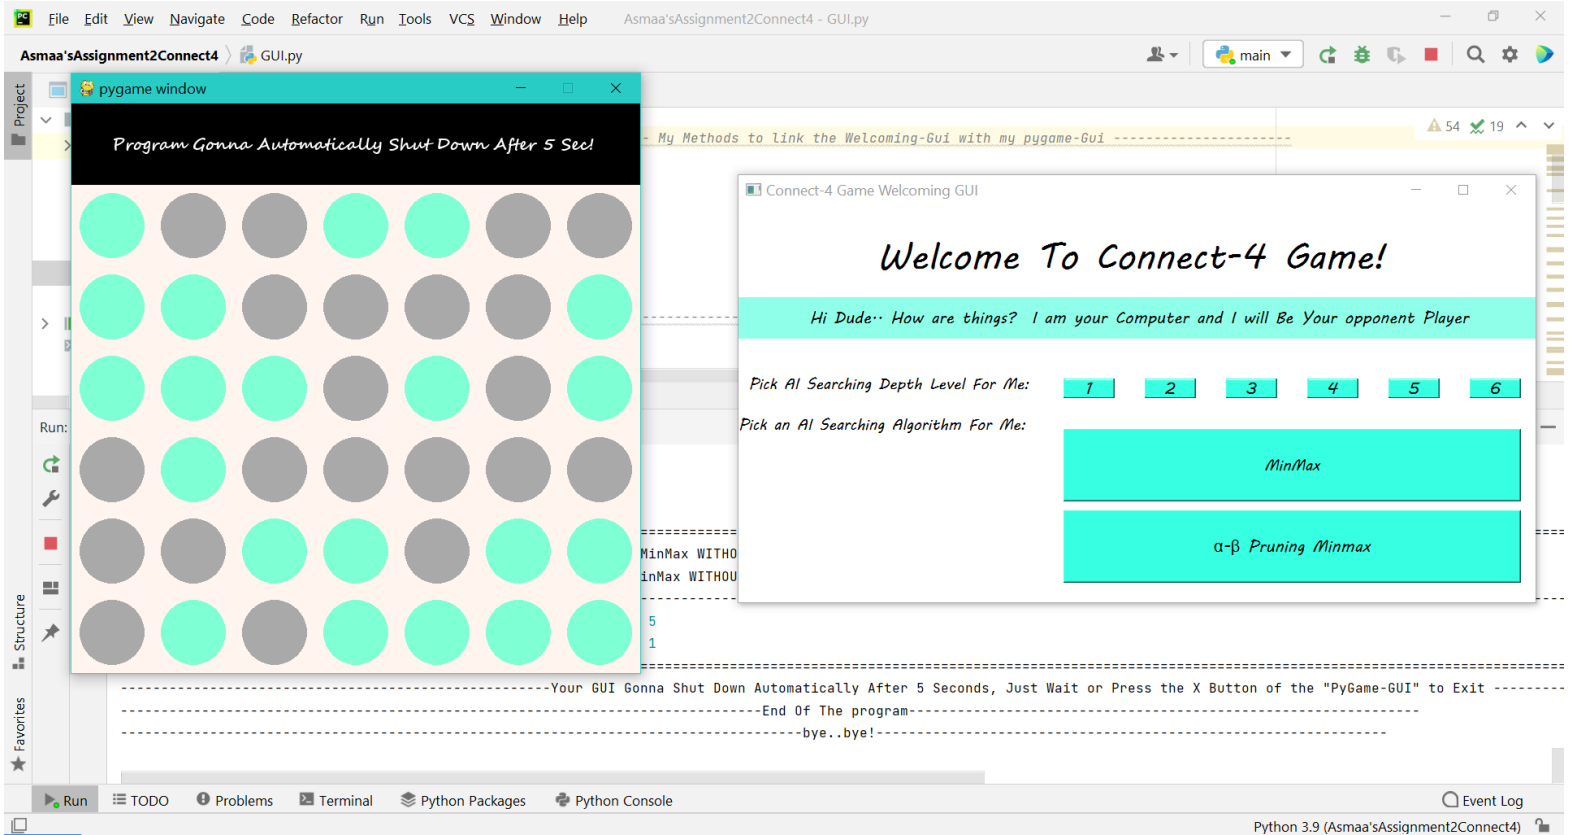 PC File Edit View Navigate Code Refactor Run Tools VCS Window Help Asmaa'sAssignment2Connect4 - GUI.py
Asmaa'sAssignment2Connect4 GUI.py main
Project
pygame window
Program Gonna Automatically Shut Down After 5 Sec!
- My Methods to link the Welcoming-Gui with my pygame-Gui ----------------------
54 19
Connect-4 Game Welcoming GUI
Welcome To Connect-4 Game!
Hi Dude.. How are things? I am your Computer and I will Be Your opponent Player
Pick AI Searching Depth Level For Me: 1 2 3 4 5 6
Pick an AI Searching Algorithm For Me:
MinMax
α-β Pruning Minmax
Run:
MinMax WITHO
inMax WITHOU
5
1
Structure
Favorites
-----------------------------------------------------Your GUI Gonna Shut Down Automatically After 5 Seconds, Just Wait or Press the X Button of the "PyGame-GUI" to Exit ---------
-------------------------------------------------------------------------------End Of The program---------------------------------------------------------------
------------------------------------------------------------------------------------bye..bye!---------------------------------------------------------------
Run TODO Problems Terminal Python Packages Python Console Event Log
Python 3.9 (Asmaa'sAssignment2Connect4)